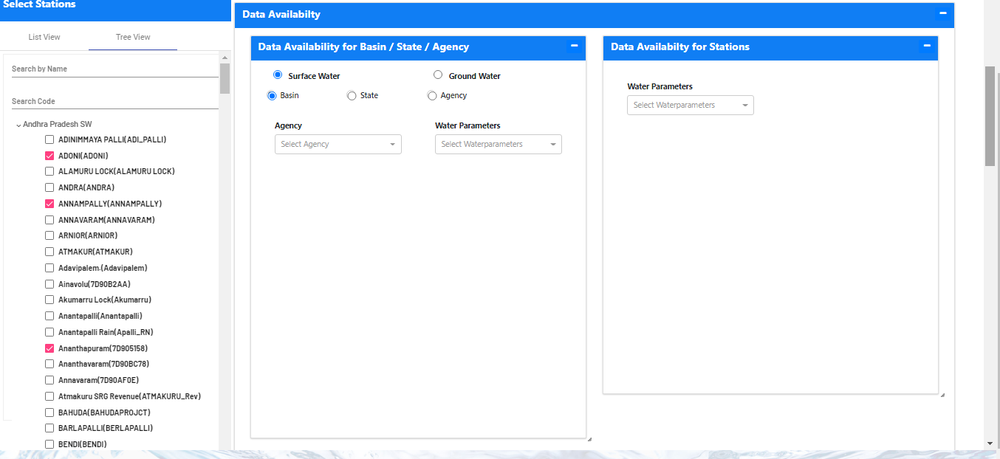 Select Stations
List View
Tree View
Search by Name
Search Code
Andhra Pradesh SW
ADINIMMAYA PALLI(ADI_PALLI)
ADONI(ADONI)
ALAMURU LOCK(ALAMURU LOCK)
ANDRA(ANDRA)
ANNAMPALLY(ANNAMPALLY)
ANNAVARAM(ANNAVARAM)
ARNIOR(ARNIOR)
ATMAKUR(ATMAKUR)
Adavipalem.(Adavipalem)
Ainavolu(7D90B2AA)
Akumarru Lock(Akumarru)
Anantapalli(Anantapalli)
Anantapalli Rain(Apalli_RN)
Ananthapuram(7D905158)
Ananthavaram(7D90BC78)
Annavaram(7D90AF0E)
Atmakuru SRG Revenue(ATMAKURU_Rev)
BAHUDA(BAHUDAPROJCT)
BARLAPALLI(BERLAPALLI)
BENDI(BENDI)
Data Availabilty
Data Availability for Basin / State / Agency
Surface Water
Ground Water
Basin
State
Agency
Agency
Water Parameters
Select Agency
Select Waterparameters
Data Availabilty for Stations
Water Parameters
Select Waterparameters